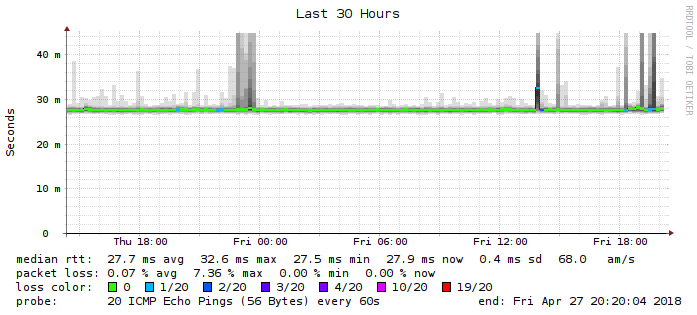 Last 30 Hours
RRDTOOL / TOBI OETIKER
Seconds
40 m
30 m
20 m
10 m
0
Thu 18:00 Fri 00:00 Fri 06:00 Fri 12:00 Fri 18:00
median rtt: 27.7 ms avg 32.6 ms max 27.5 ms min 27.9 ms now 0.4 ms sd 68.0 am/s
packet loss: 0.07 % avg 7.36 % max 0.00 % min 0.00 % now
loss color: 0 1/20 2/20 3/20 4/20 10/20 19/20
probe: 20 ICMP Echo Pings (56 Bytes) every 60s end: Fri Apr 27 20:20:04 2018